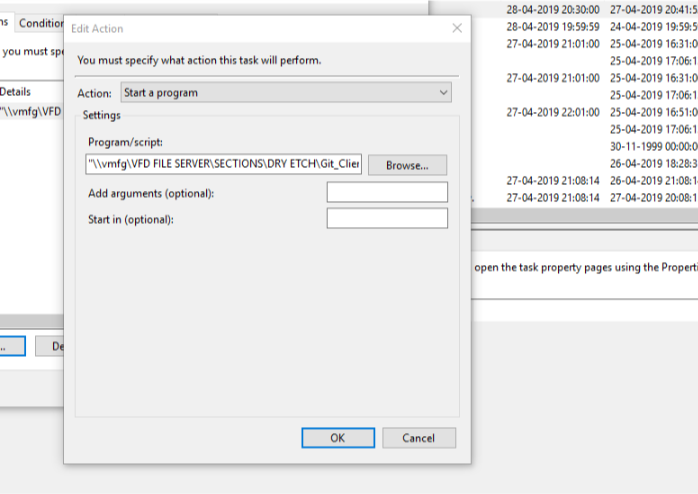 ns Condition
you must spe
Details
"\\vmfg\VFD
..
De
Edit Action
You must specify what action this task will perform.
Action: Start a program
Settings
Program/script:
"\\vmfg\VFD FILE SERVER\SECTIONS\DRY ETCH\Git_Clier Browse...
Add arguments (optional):
Start in (optional):
OK Cancel
28-04-2019 20:30:00 27-04-2019 20:41:5
28-04-2019 19:59:59 24-04-2019 19:59:5
27-04-2019 21:01:00 25-04-2019 16:31:0
25-04-2019 17:06:1
27-04-2019 21:01:00 25-04-2019 16:31:0
25-04-2019 17:06:1
27-04-2019 22:01:00 25-04-2019 16:51:0
25-04-2019 17:06:1
30-11-1999 00:00:0
26-04-2019 18:28:3
27-04-2019 21:08:14 26-04-2019 21:08:1
27-04-2019 21:08:14 27-04-2019 20:08:1
open the task property pages using the Properti